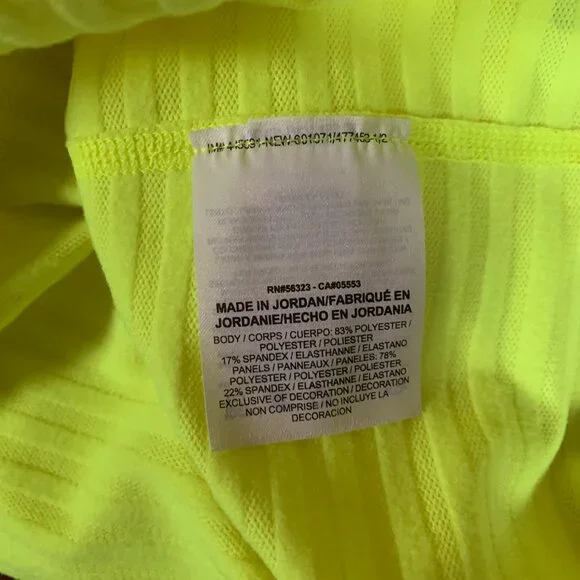 RN#56323 - CA#05553
MADE IN JORDAN/FABRIQUÉ EN
JORDANIE/HECHO EN JORDANIA
BODY / CORPS / CUERPO: 83% POLYESTER /
POLYESTER / POLIESTER
17% SPANDEX / ELASTHANNE / ELASTANO
PANELS / PANNEAUX / PANELES: 78%
POLYESTER / POLYESTER / POLIESTER
22% SPANDEX / ELASTHANNE / ELASTANO
EXCLUSIVE OF DECORATION / DECORATION
NON COMPRISE / NO INCLUYE LA
DECORACION